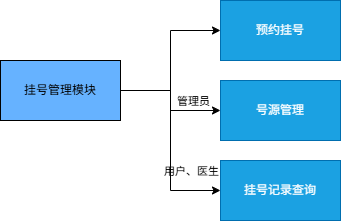 预约挂号
挂号管理模块
管理员
号源管理
用户、医生
挂号记录查询